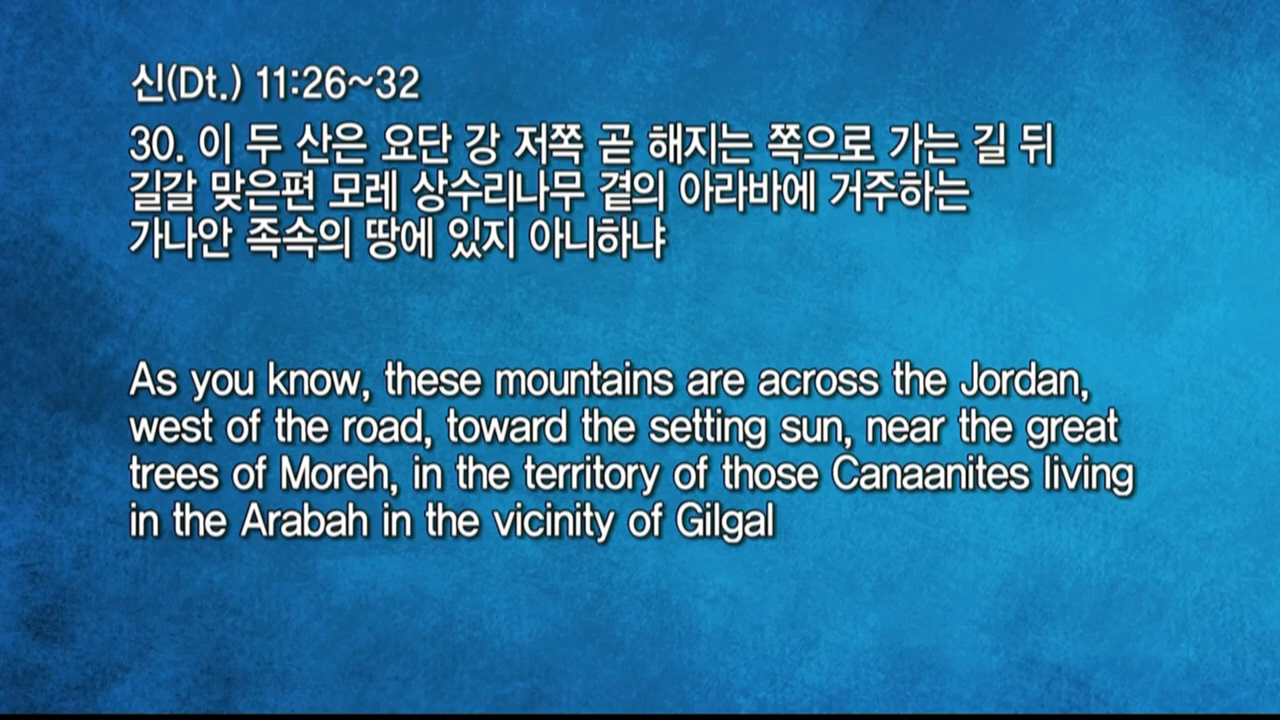 신(Dt.) 11:26~32
30. 이 두 산은 요단 강 저쪽 곧 해지는 쪽으로 가는 길 뒤
길갈 맞은편 모레 상수리나무 곁의 아라바에 거주하는
가나안 족속의 땅에 있지 아니하냐
As you know, these mountains are across the Jordan,
west of the road, toward the setting sun, near the great
trees of Moreh, in the territory of those Canaanites living
in the Arabah in the vicinity of Gilgal